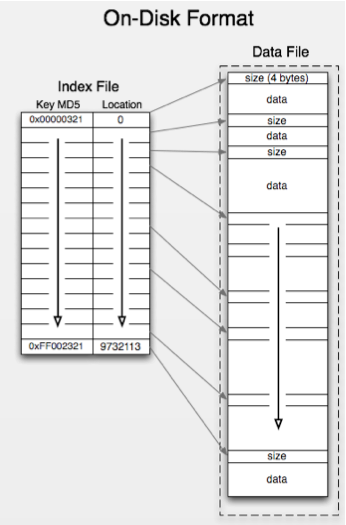 On-Disk Format
Data File
Index File
Key MD5 Location
0x00000321 0
0xFF002321 9732113
size (4 bytes)
data
size
data
size
data
size
data